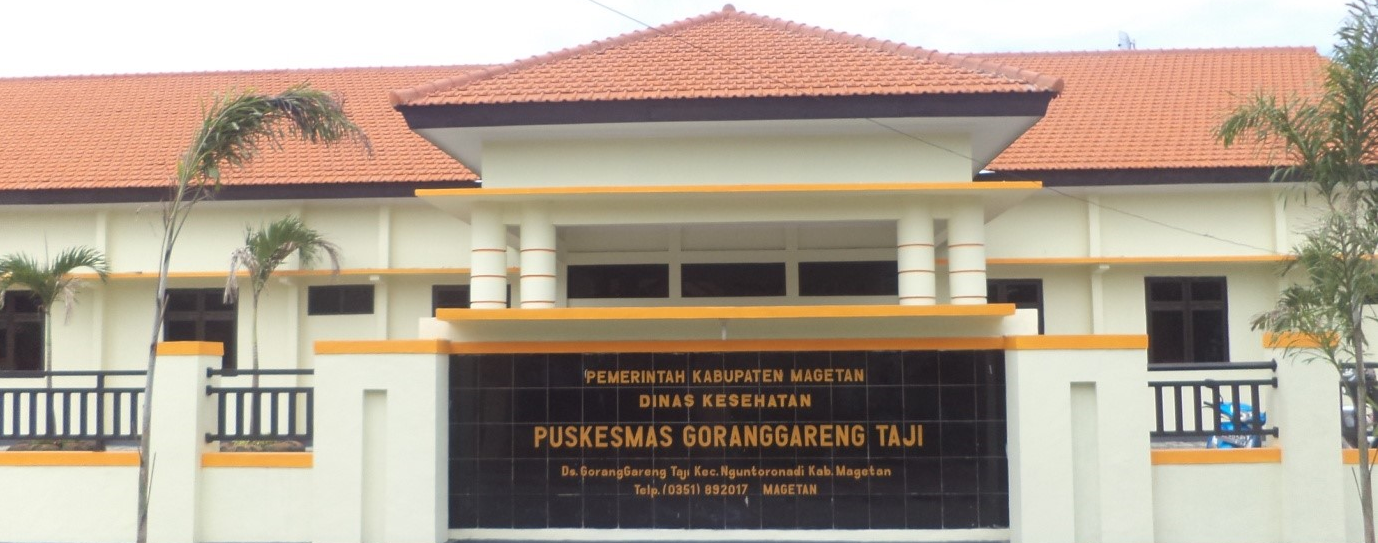 PEMERINTAH KABUPATEN MAGETAN
DINAS KESEHATAN
PUSKESMAS GORANGGARENG TAJI
Ds. GorangGareng Taji Kec. Nguntoronadi Kab. Magetan
Telp. (0351) 892017 MAGETAN